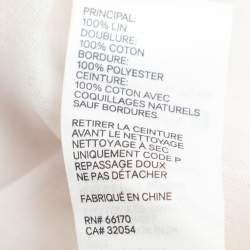 PRINCIPAL:
100% LIN
DOUBLURE:
100% COTON
BORDURE:
100% POLYESTER
CEINTURE:
100% COTON AVEC
COQUILLAGES NATURELS
SAUF BORDURES
RETIRER LA CEINTURE
AVANT LE NETTOYAGE
NETTOYAGE A SEC
UNIQUEMENT CODE P
REPASSAGE DOUX
NE PAS DÉTACHER
FABRIQUÉ EN CHINE
RN# 66170
CA# 32054